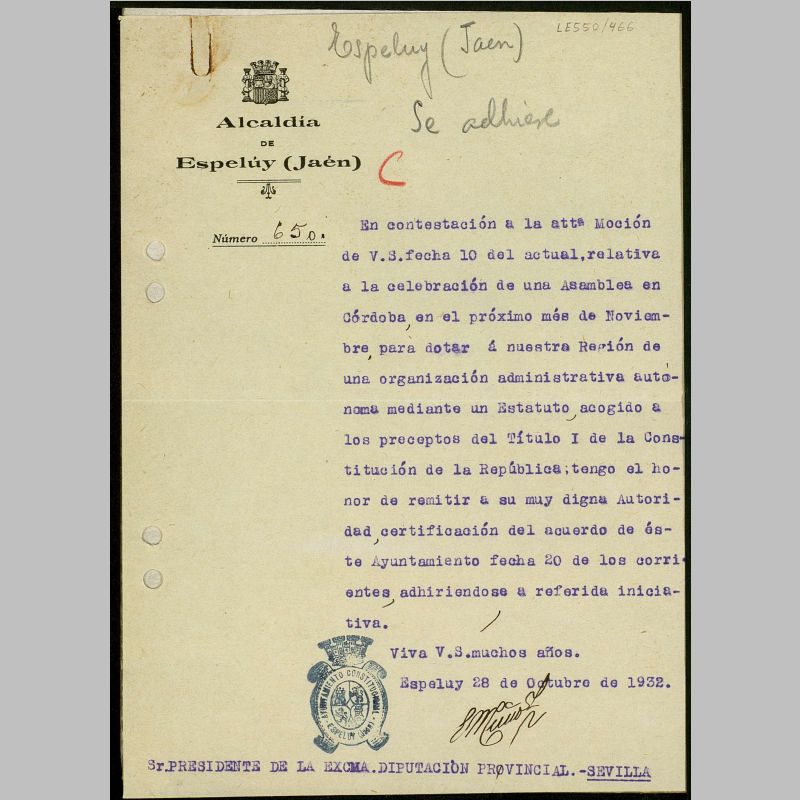 LE550/466
Espeluy (Jaen)
Se adhiere
Alcaldía
DE
Espelúy (Jaén)
C
Número 650.
En contestación a la attª Moción
de V.S.fecha 10 del actual,relativa
a la celebración de una Asamblea en
Córdoba,en el próximo més de Noviem-
bre,para dotar á nuestra Región de
una organización administrativa autó-
noma mediante un Estatuto,acogido a
los preceptos del Título I de la Cons-
titución de la República;tengo el ho-
nor de remitir a su muy digna Autori-
dad,certificación del acuerdo de és-
te Ayuntamiento fecha 20 de los corri
entes,adhiriendose a referida inicia-
tiva.
Viva V.S.muchos años.
Espeluy 28 de Octubre de 1932.
AYUNTAMIENTO CONSTITUCIONAL
ESPELUY (JAEN)
Sr.PRESIDENTE DE LA EXCMA.DIPUTACIÒN PROVINCIAL.-SEVILLA